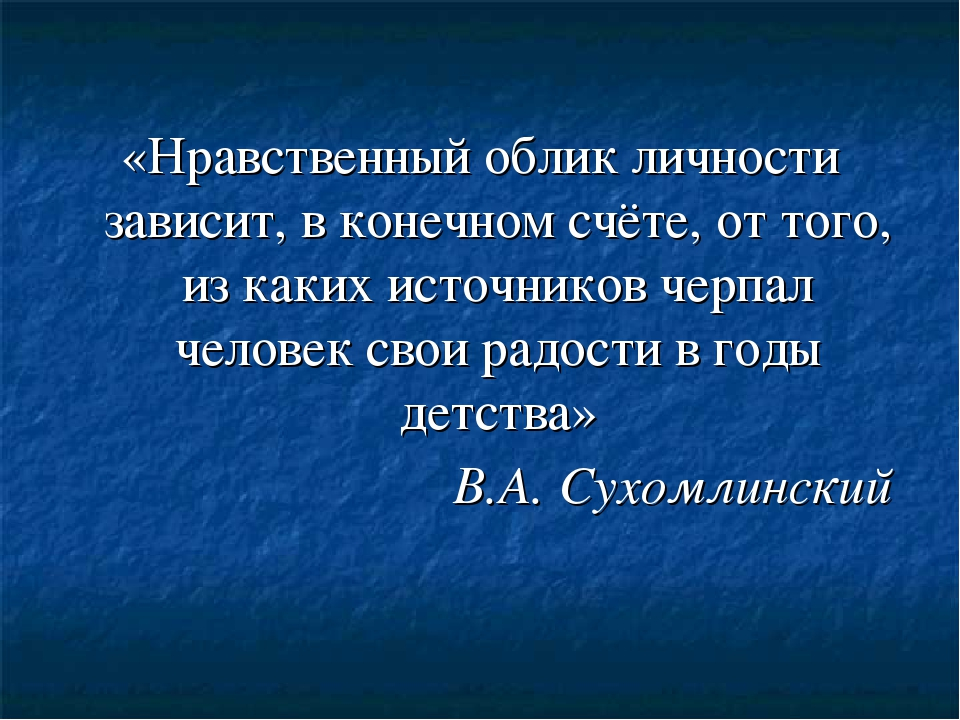 «Нравственный облик личности
зависит, в конечном счёте, от того,
из каких источников черпал
человек свои радости в годы
детства»
В.А. Сухомлинский